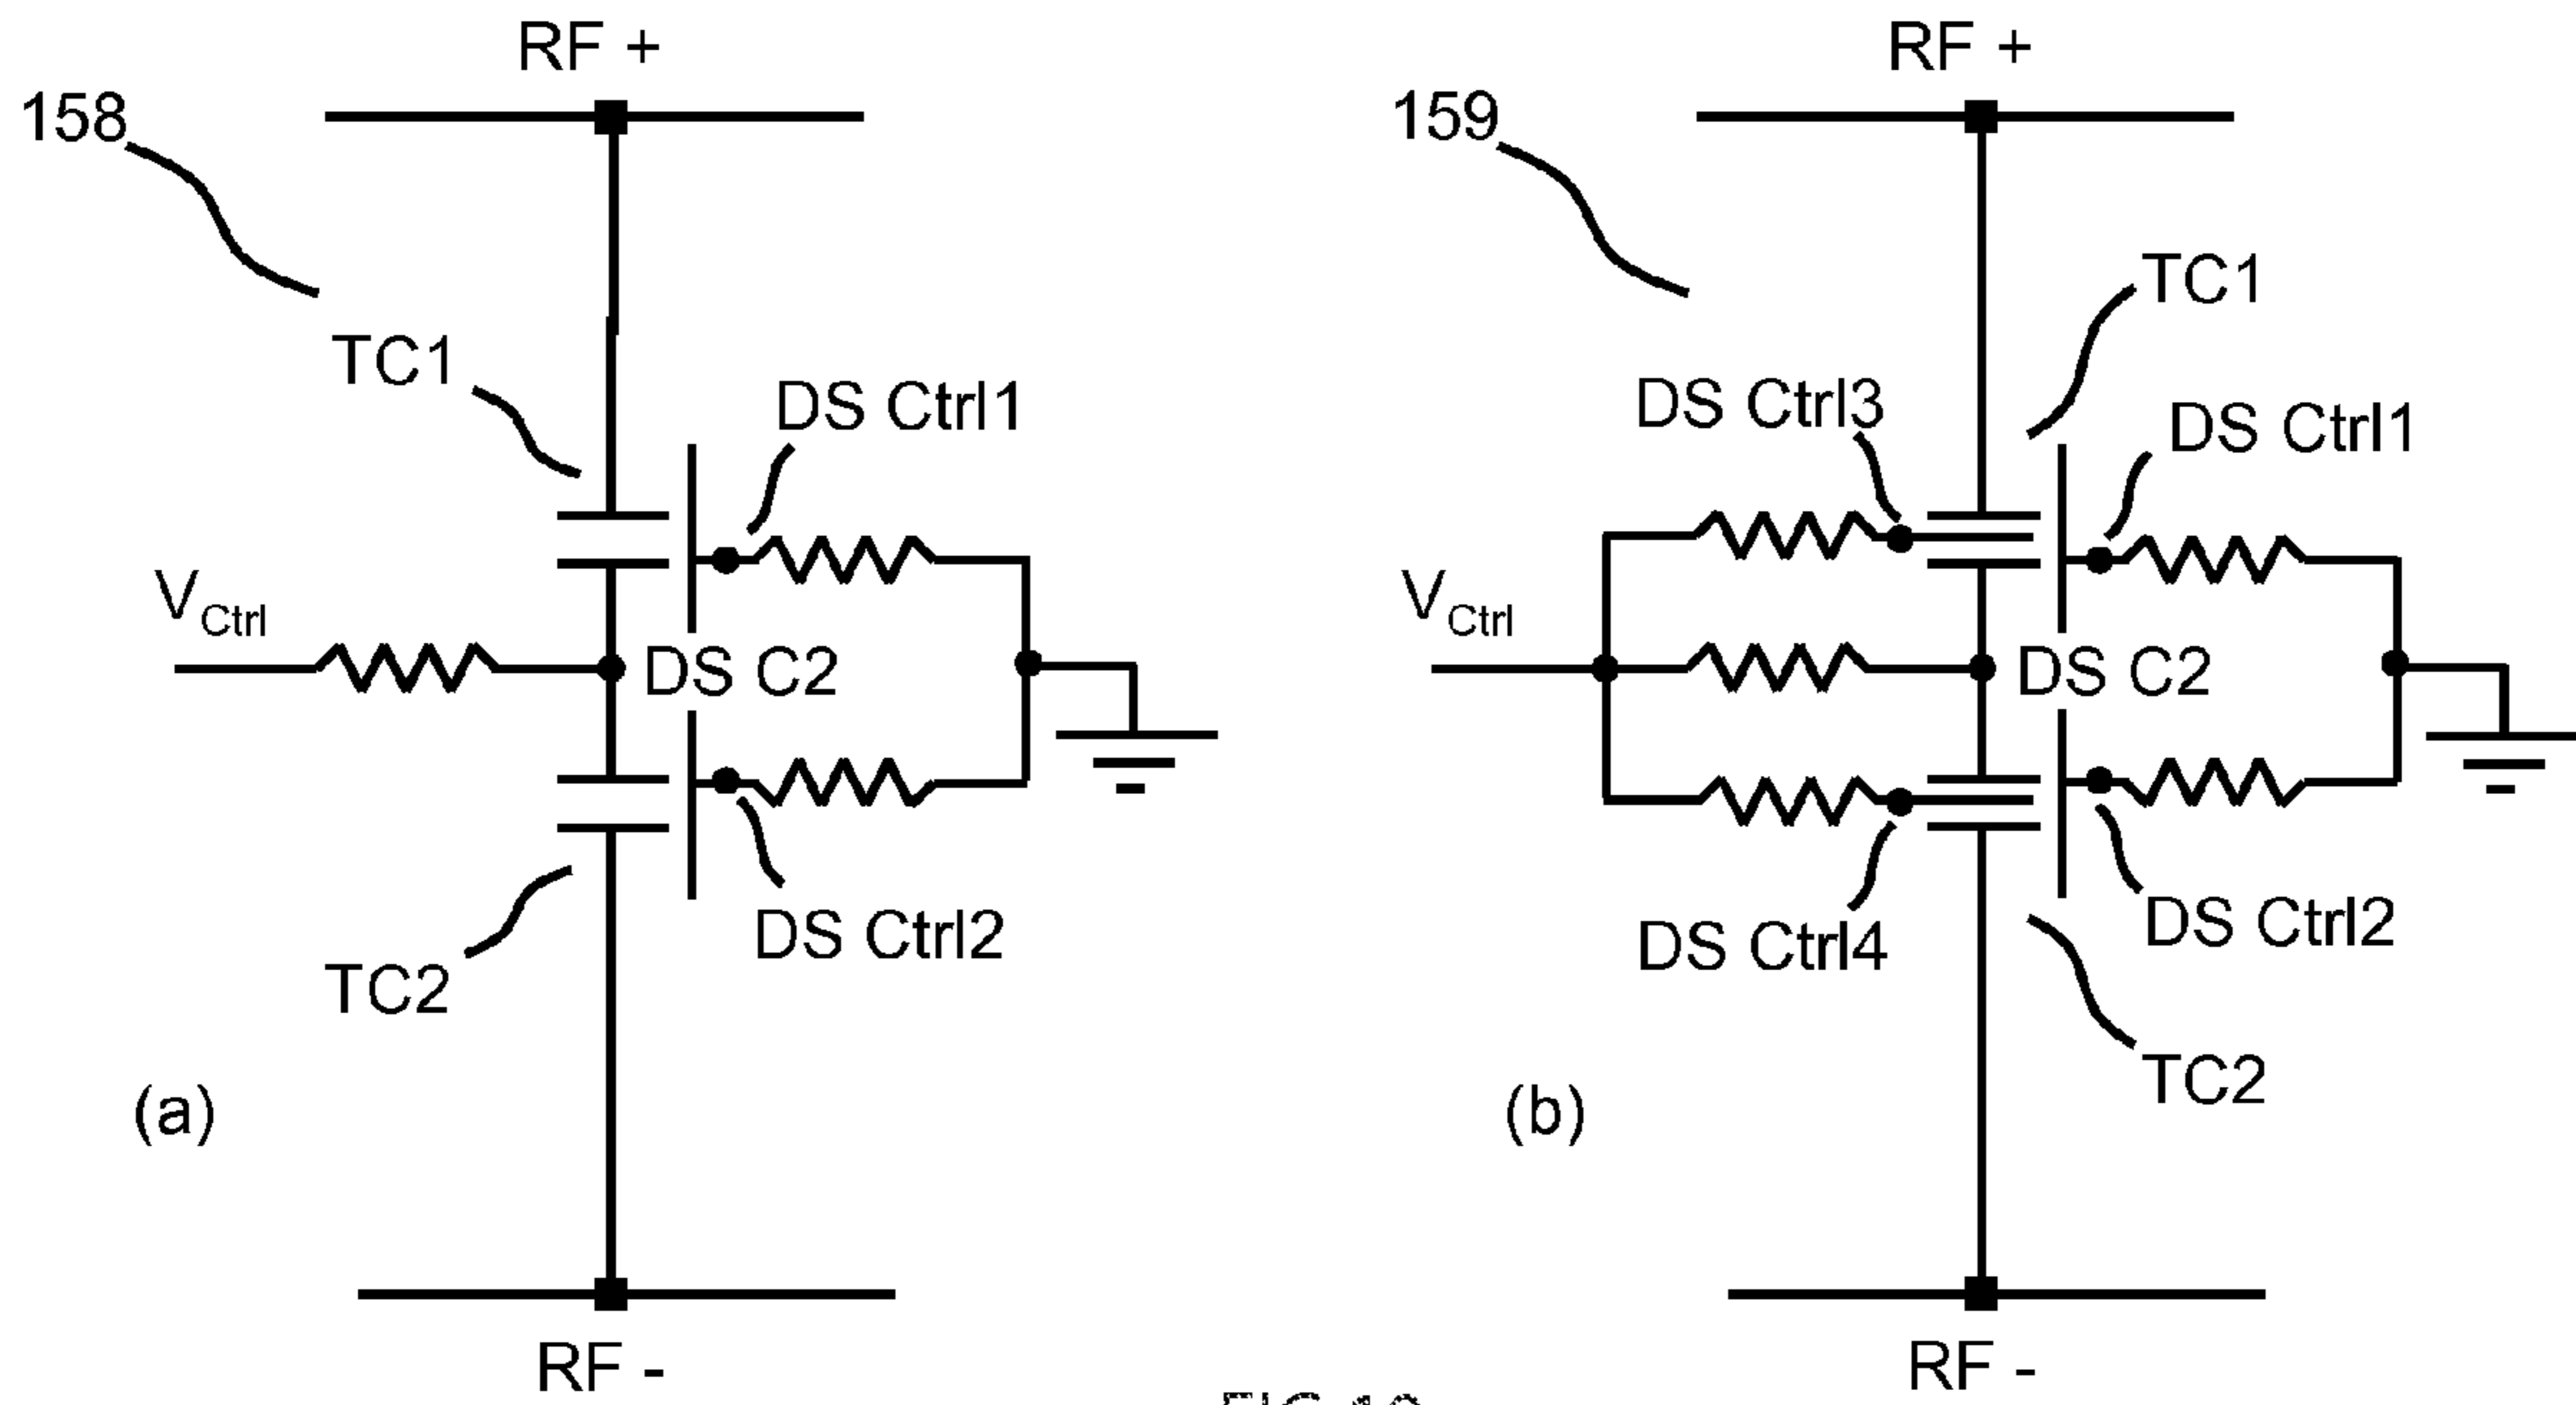 RF +
158
TC1
DS Ctrl1
VCtrl
DS C2
DS Ctrl2
TC2
(a)
RF -
RF +
159
TC1
DS Ctrl3
DS Ctrl1
VCtrl
DS C2
DS Ctrl4
DS Ctrl2
TC2
(b)
RF -